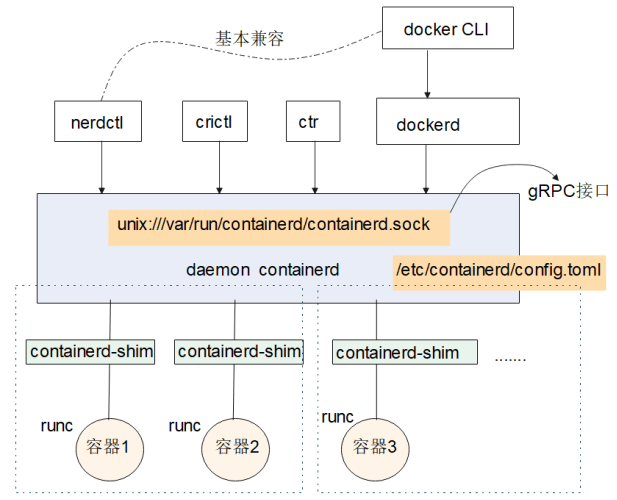 docker CLI
基本兼容
nerdctl
crictl
ctr
dockerd
gRPC接口
unix:///var/run/containerd/containerd.sock
daemon containerd
/etc/containerd/config.toml
containerd-shim
containerd-shim
containerd-shim
.......
runc
容器1
runc
容器2
runc
容器3